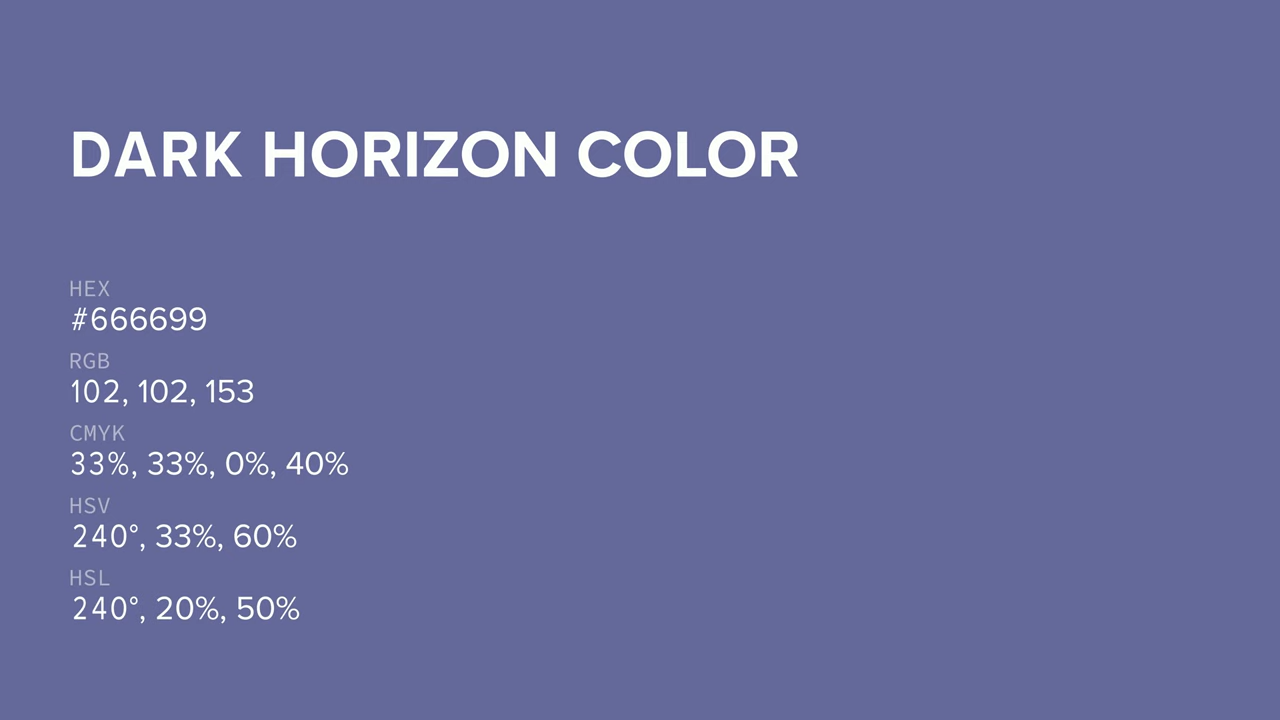 DARK HORIZON COLOR
HEX
#666699
RGB
102, 102, 153
CMYK
33%, 33%, 0%, 40%
HSV
240°, 33%, 60%
HSL
240°, 20%, 50%